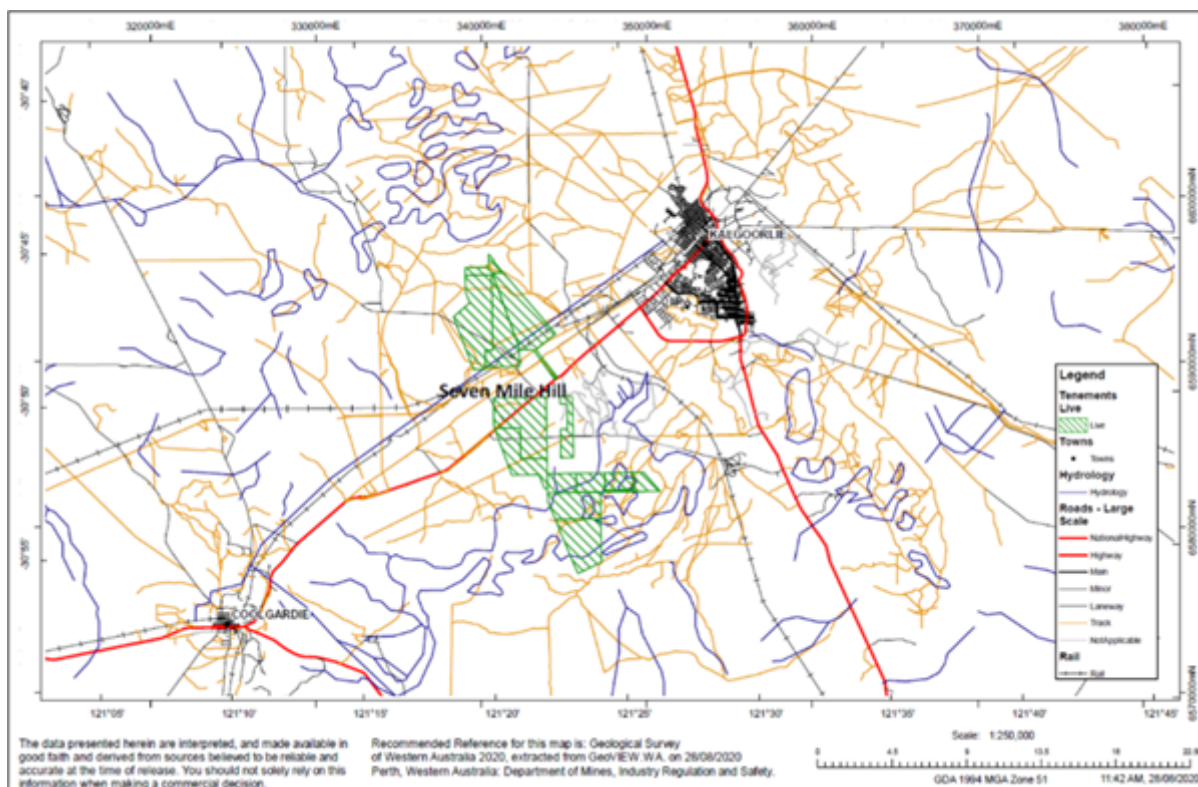 320000mE 330000mE 340000mE 350000mE 360000mE 370000mE 380000mE
-30°40'
6600000mN
KALGOORLIE
-30°45'
6590000mN
Seven Mile Hill
-30°50'
6580000mN
-30°55'
COOLGARDIE
6570000mN
Legend
Tenements
Live
Live
Towns
Towns
Hydrology
Hydrology
Roads - Large
Scale
NationalHighway
Highway
Main
Minor
Laneway
Track
NotApplicable
Rail
Rail
121°05' 121°10' 121°15' 121°20' 121°25' 121°30' 121°35' 121°40' 121°45'
The data presented herein are interpreted, and made available in
good faith and derived from sources believed to be reliable and
accurate at the time of release. You should not solely rely on this
information when making a commercial decision.
Recommended Reference for this map is: Geological Survey
of Western Australia 2020, extracted from GeoVIEW.WA. on 26/08/2020
Perth, Western Australia: Department of Mines, Industry Regulation and Safety.
Scale: 1:250,000
0 4.5 9 13.5 18 22.5
GDA 1994 MGA Zone 51
11:42 AM, 26/08/2020